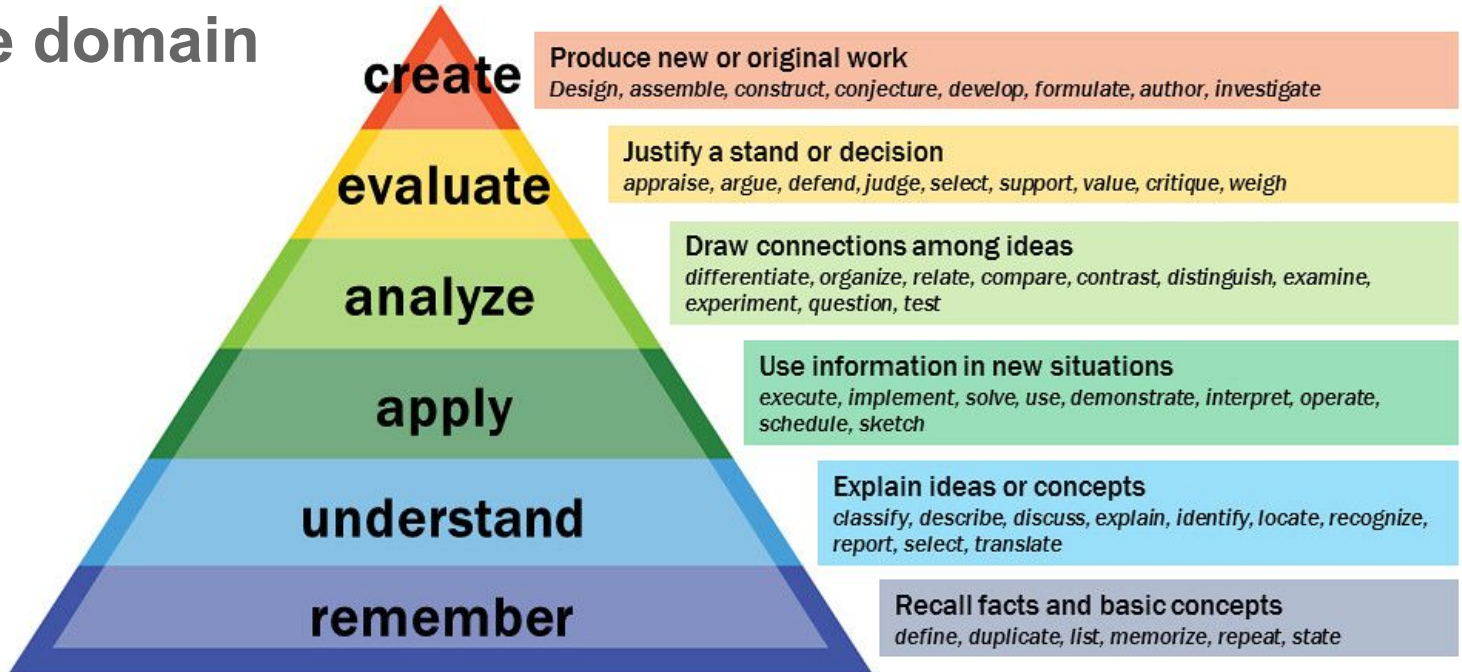 e domain
create
Produce new or original work
Design, assemble, construct, conjecture, develop, formulate, author, investigate
evaluate
Justify a stand or decision
appraise, argue, defend, judge, select, support, value, critique, weigh
analyze
Draw connections among ideas
differentiate, organize, relate, compare, contrast, distinguish, examine,
experiment, question, test
apply
Use information in new situations
execute, implement, solve, use, demonstrate, interpret, operate,
schedule, sketch
understand
Explain ideas or concepts
classify, describe, discuss, explain, identify, locate, recognize,
report, select, translate
remember
Recall facts and basic concepts
define, duplicate, list, memorize, repeat, state